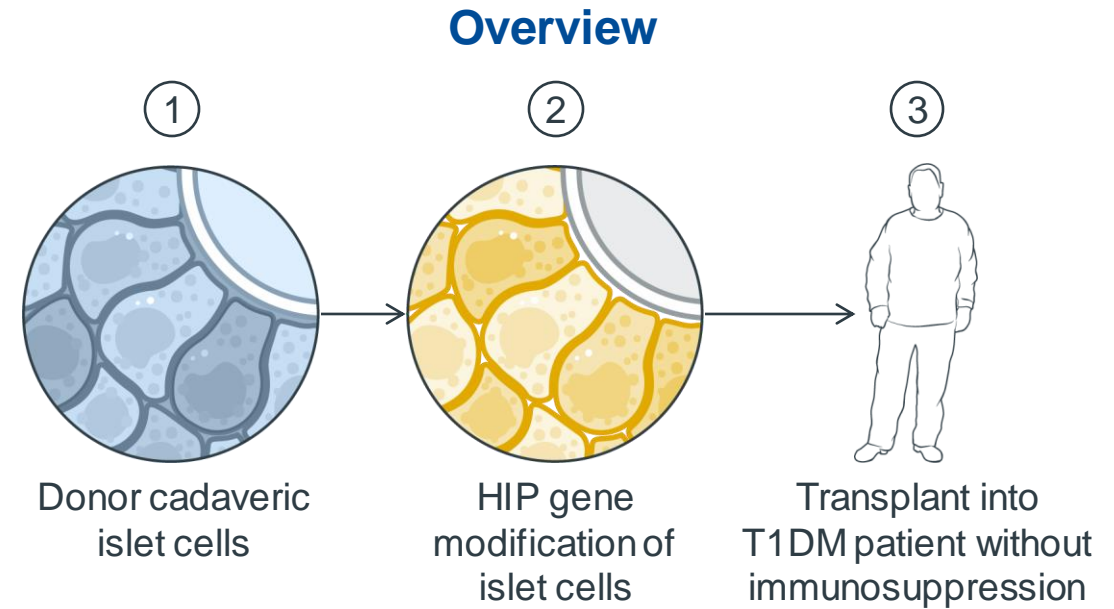 Overview
1
2
3
Donor cadaveric
islet cells
HIP gene
modification of
islet cells
Transplant into
T1DM patient without
immunosuppression